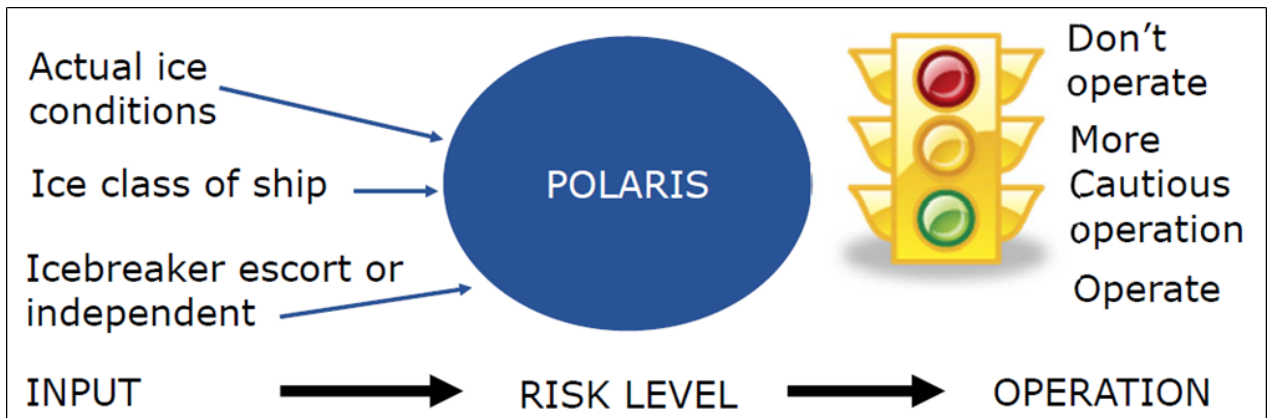 Actual ice
conditions
Ice class of ship
Icebreaker escort or
independent
POLARIS
Don’t
operate
More
Cautious
operation
Operate
INPUT
RISK LEVEL
OPERATION